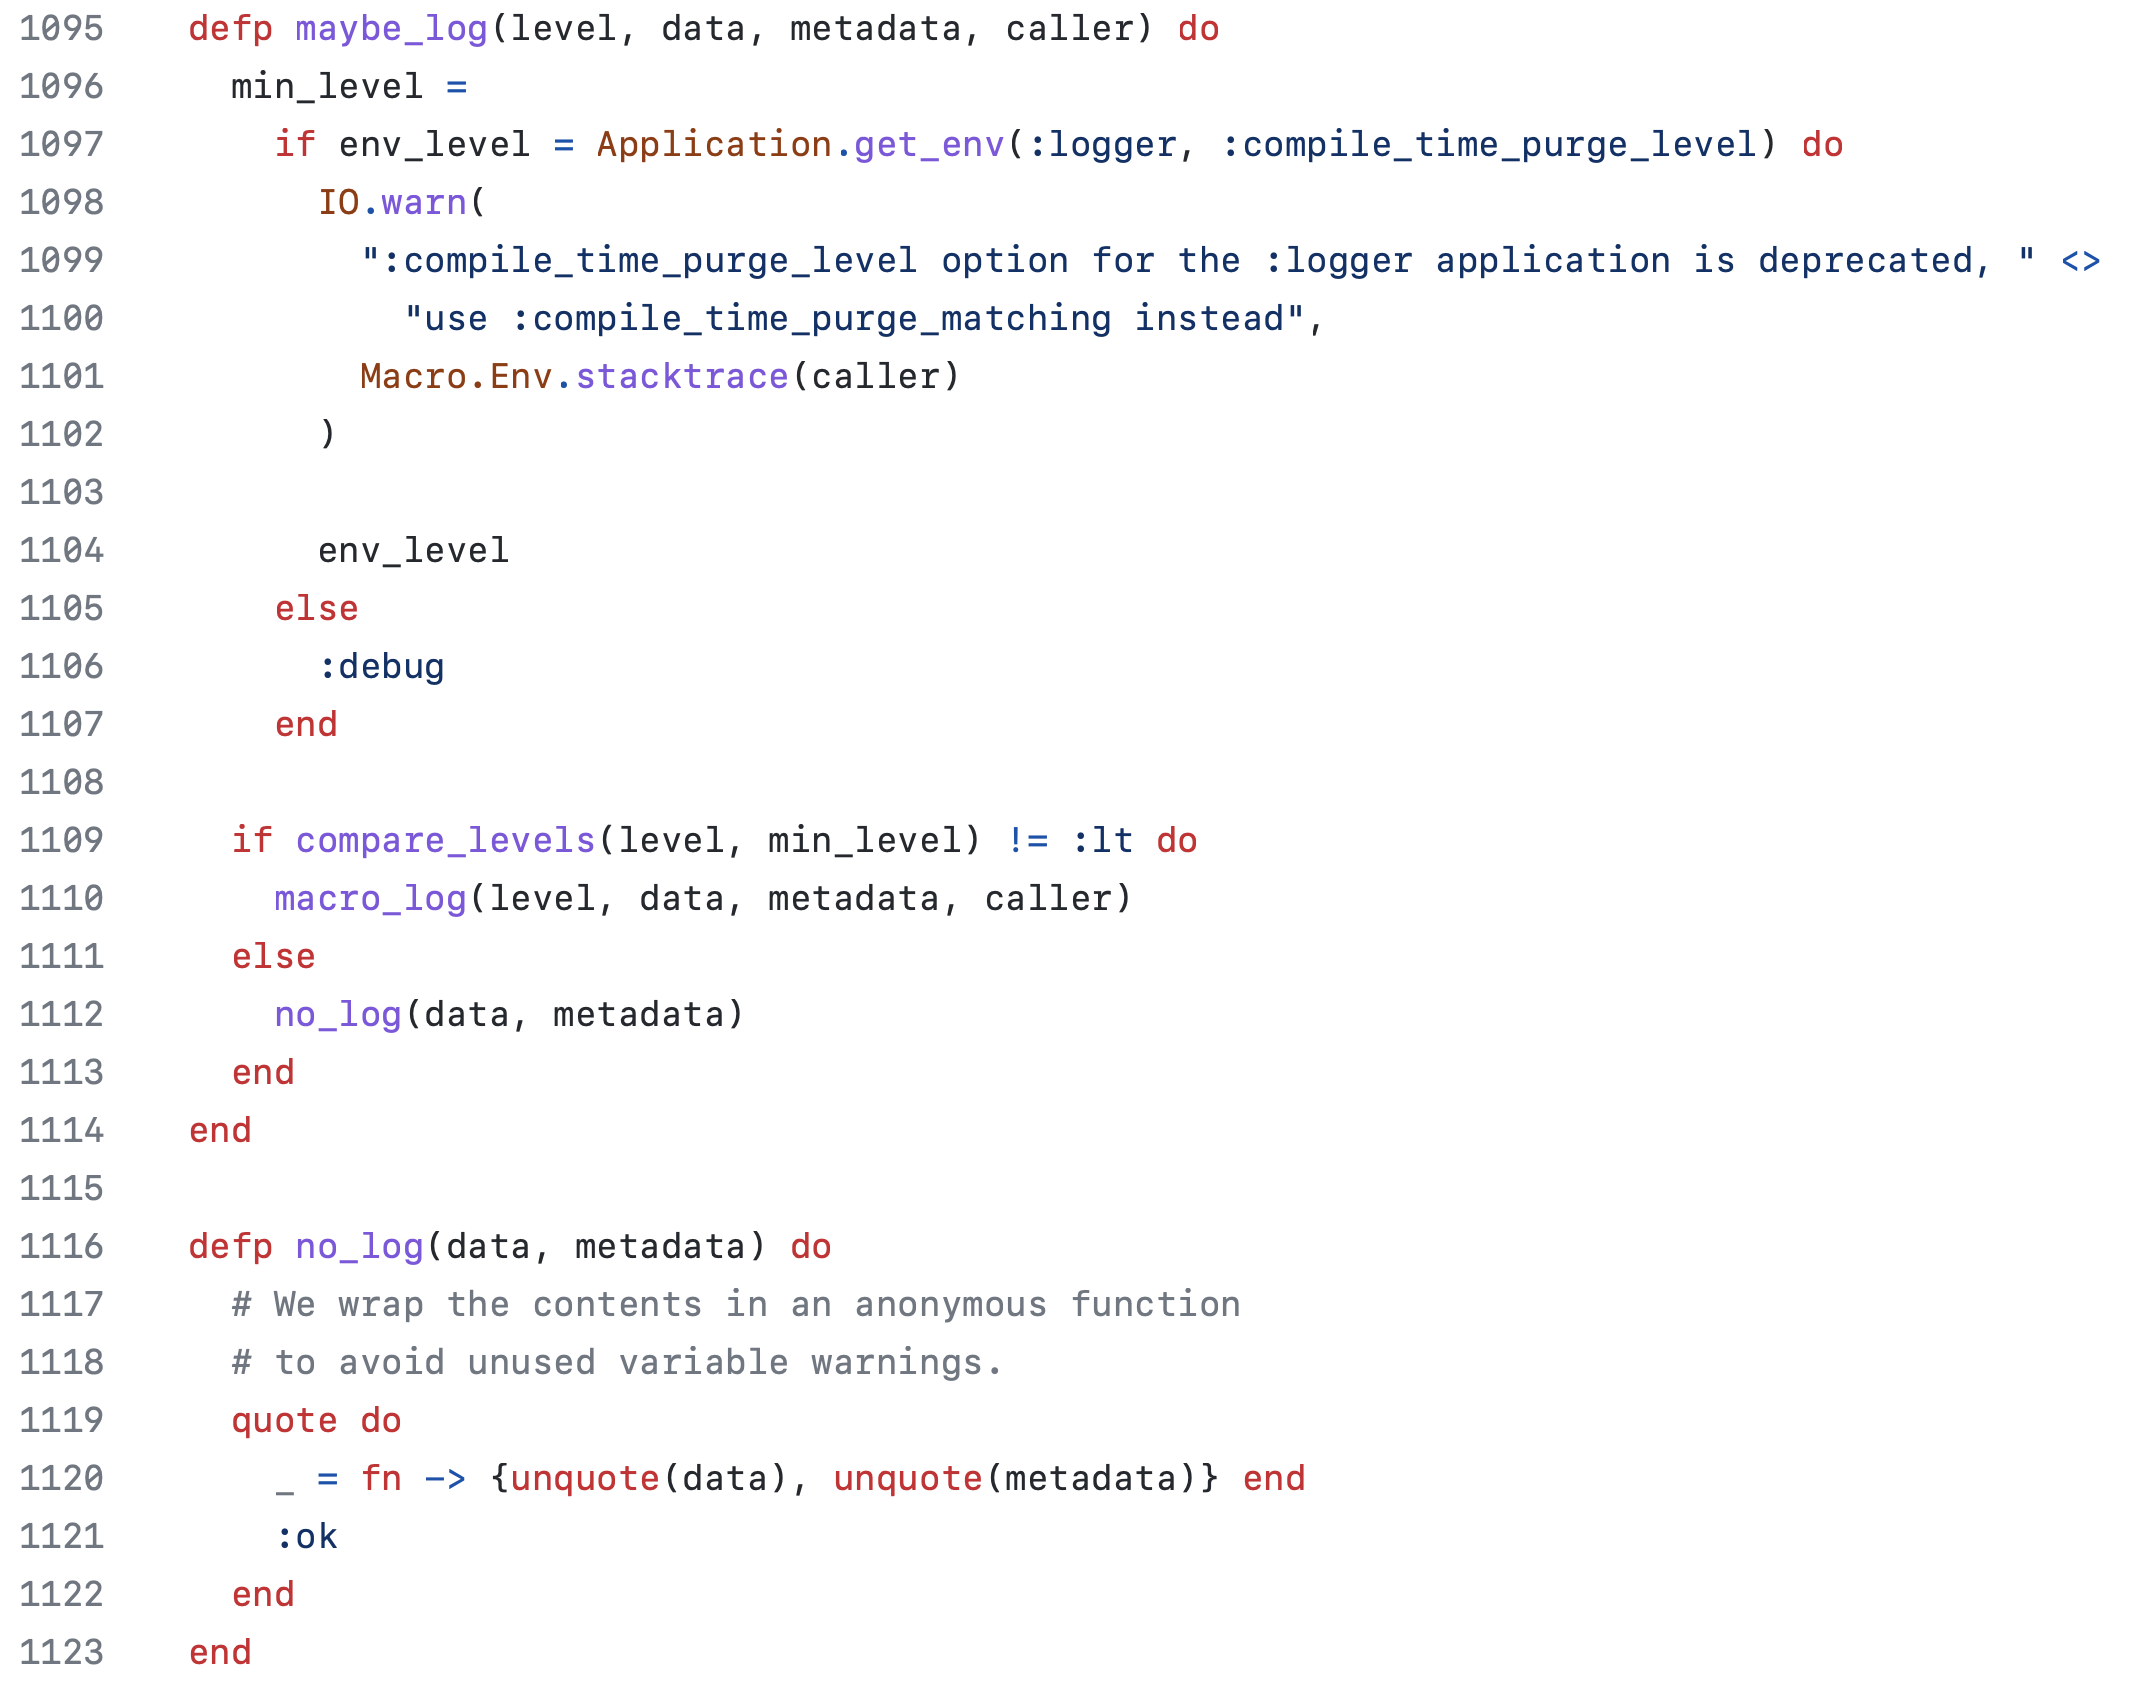 1095    defp maybe_log(level, data, metadata, caller) do
1096      min_level =
1097        if env_level = Application.get_env(:logger, :compile_time_purge_level) do
1098          IO.warn(
1099            ":compile_time_purge_level option for the :logger application is deprecated, " <>
1100              "use :compile_time_purge_matching instead",
1101            Macro.Env.stacktrace(caller)
1102          )
1103
1104          env_level
1105        else
1106          :debug
1107        end
1108
1109      if compare_levels(level, min_level) != :lt do
1110        macro_log(level, data, metadata, caller)
1111      else
1112        no_log(data, metadata)
1113      end
1114    end
1115
1116    defp no_log(data, metadata) do
1117      # We wrap the contents in an anonymous function
1118      # to avoid unused variable warnings.
1119      quote do
1120        _ = fn -> {unquote(data), unquote(metadata)} end
1121        :ok
1122      end
1123    end